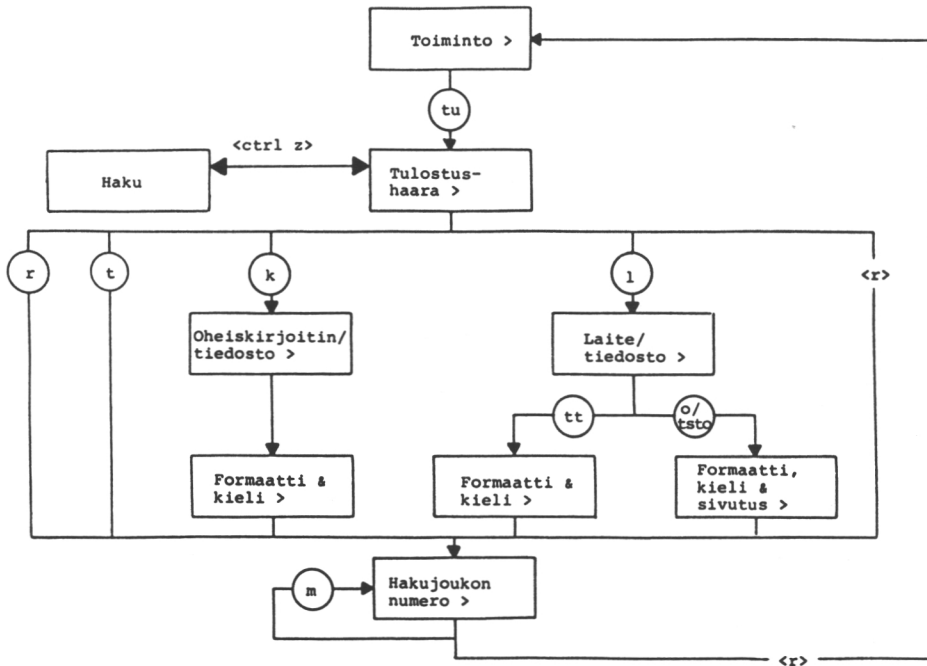 Toiminto >
tu
<ctrl z>
Haku
Tulostus-
haara >
r
t
k
l
<r>
Oheiskirjoitin/
tiedosto >
Laite/
tiedosto >
tt
o/
tsto
Formaatti &
kieli >
Formaatti &
kieli >
Formaatti,
kieli &
sivutus >
m
Hakujoukon
numero >
<r>